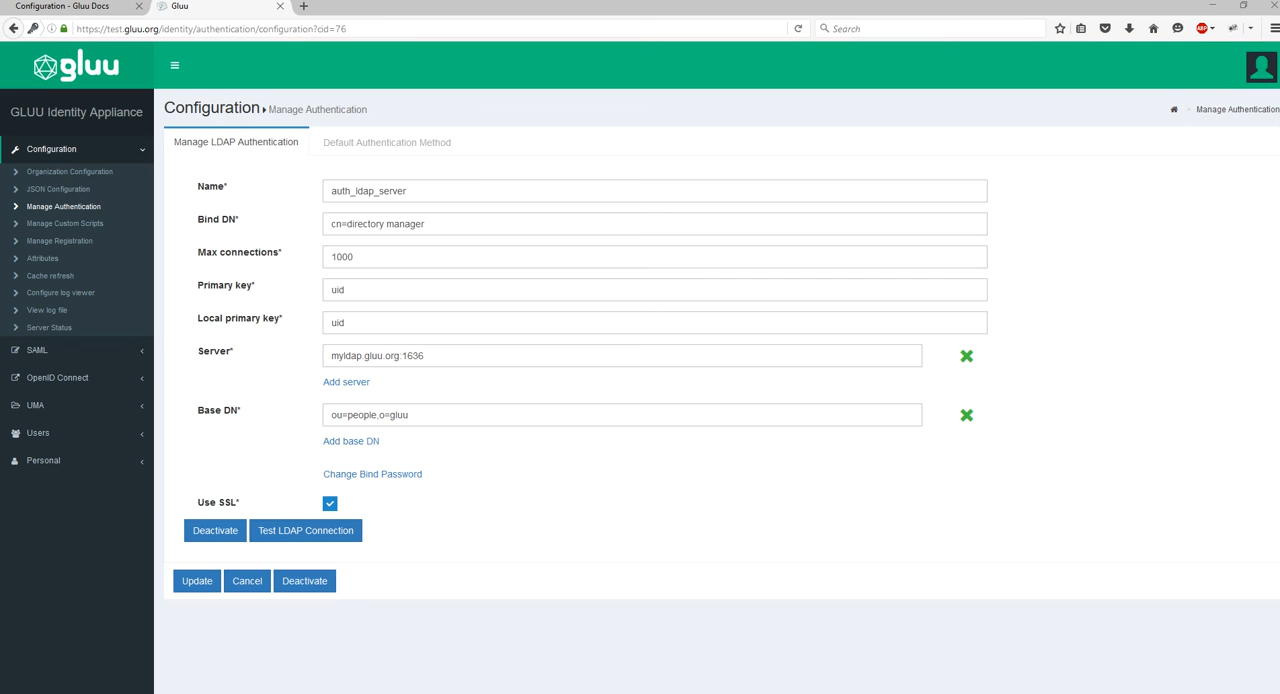 Configuration - Gluu Docs
Gluu
https://test.gluu.org/identity/authentication/configuration?cid=76
Search
ABP
gluu
GLUU Identity Appliance
Configuration
Organization Configuration
JSON Configuration
Manage Authentication
Manage Custom Scripts
Manage Registration
Attributes
Cache refresh
Configure log viewer
View log file
Server Status
SAML
OpenID Connect
UMA
Users
Personal
Configuration Manage Authentication
Manage Authentication
Manage LDAP Authentication
Default Authentication Method
Name* auth_ldap_server
Bind DN* cn=directory manager
Max connections* 1000
Primary key* uid
Local primary key* uid
Server* myldap.gluu.org:1636
Add server
Base DN* ou=people,o=gluu
Add base DN
Change Bind Password
Use SSL*
Deactivate Test LDAP Connection
Update Cancel Deactivate